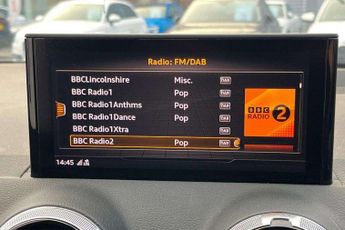 Radio: FM/DAB
BBCLincolnshire Misc.
BBC Radio1 Pop
BBC Radio1Anthms Pop
BBC Radio1Dance Pop
BBC Radio1Xtra
BBC Radio2 Pop
BBC
RADIO 2
14:45